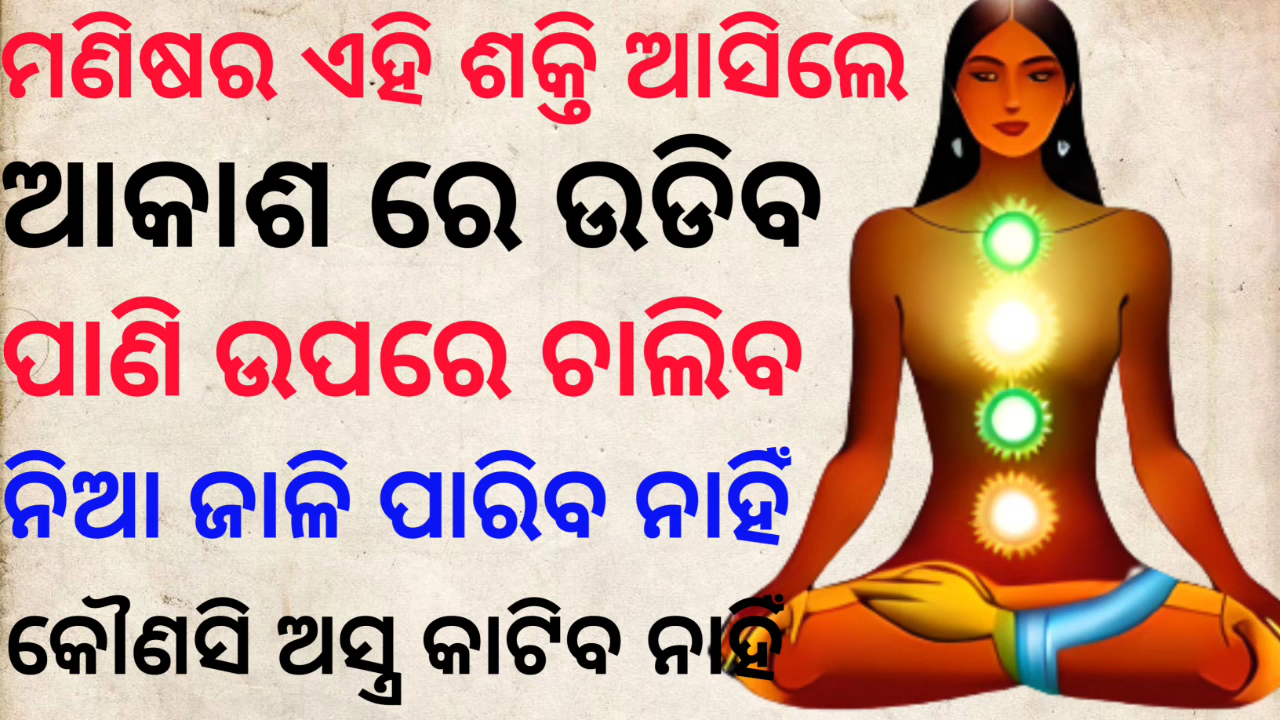 ମଣିଷର ଏହି ଶକ୍ତି ଆସିଲେ
ଆକାଶ ରେ ଉଡିବ
ପାଣି ଉପରେ ଚାଲିବ
ନିଆ ଜାଳି ପାରିବ ନାହିଁ
କୌଣସି ଅସ୍ତ୍ର କାଟିବ ନାହିଁ